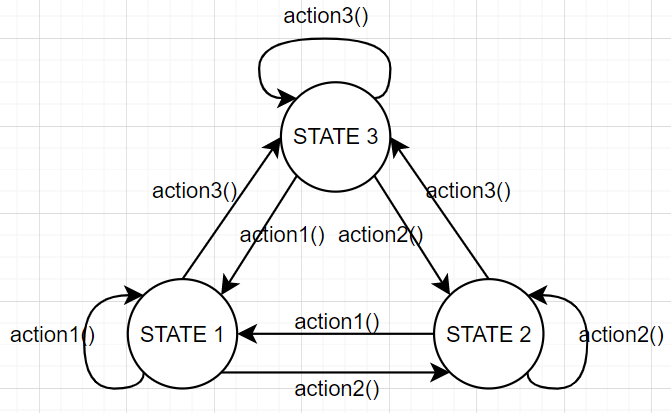 action3()
STATE 3
action3()
action3()
action1()
action2()
action1()
STATE 1
action1()
STATE 2
action2()
action2()